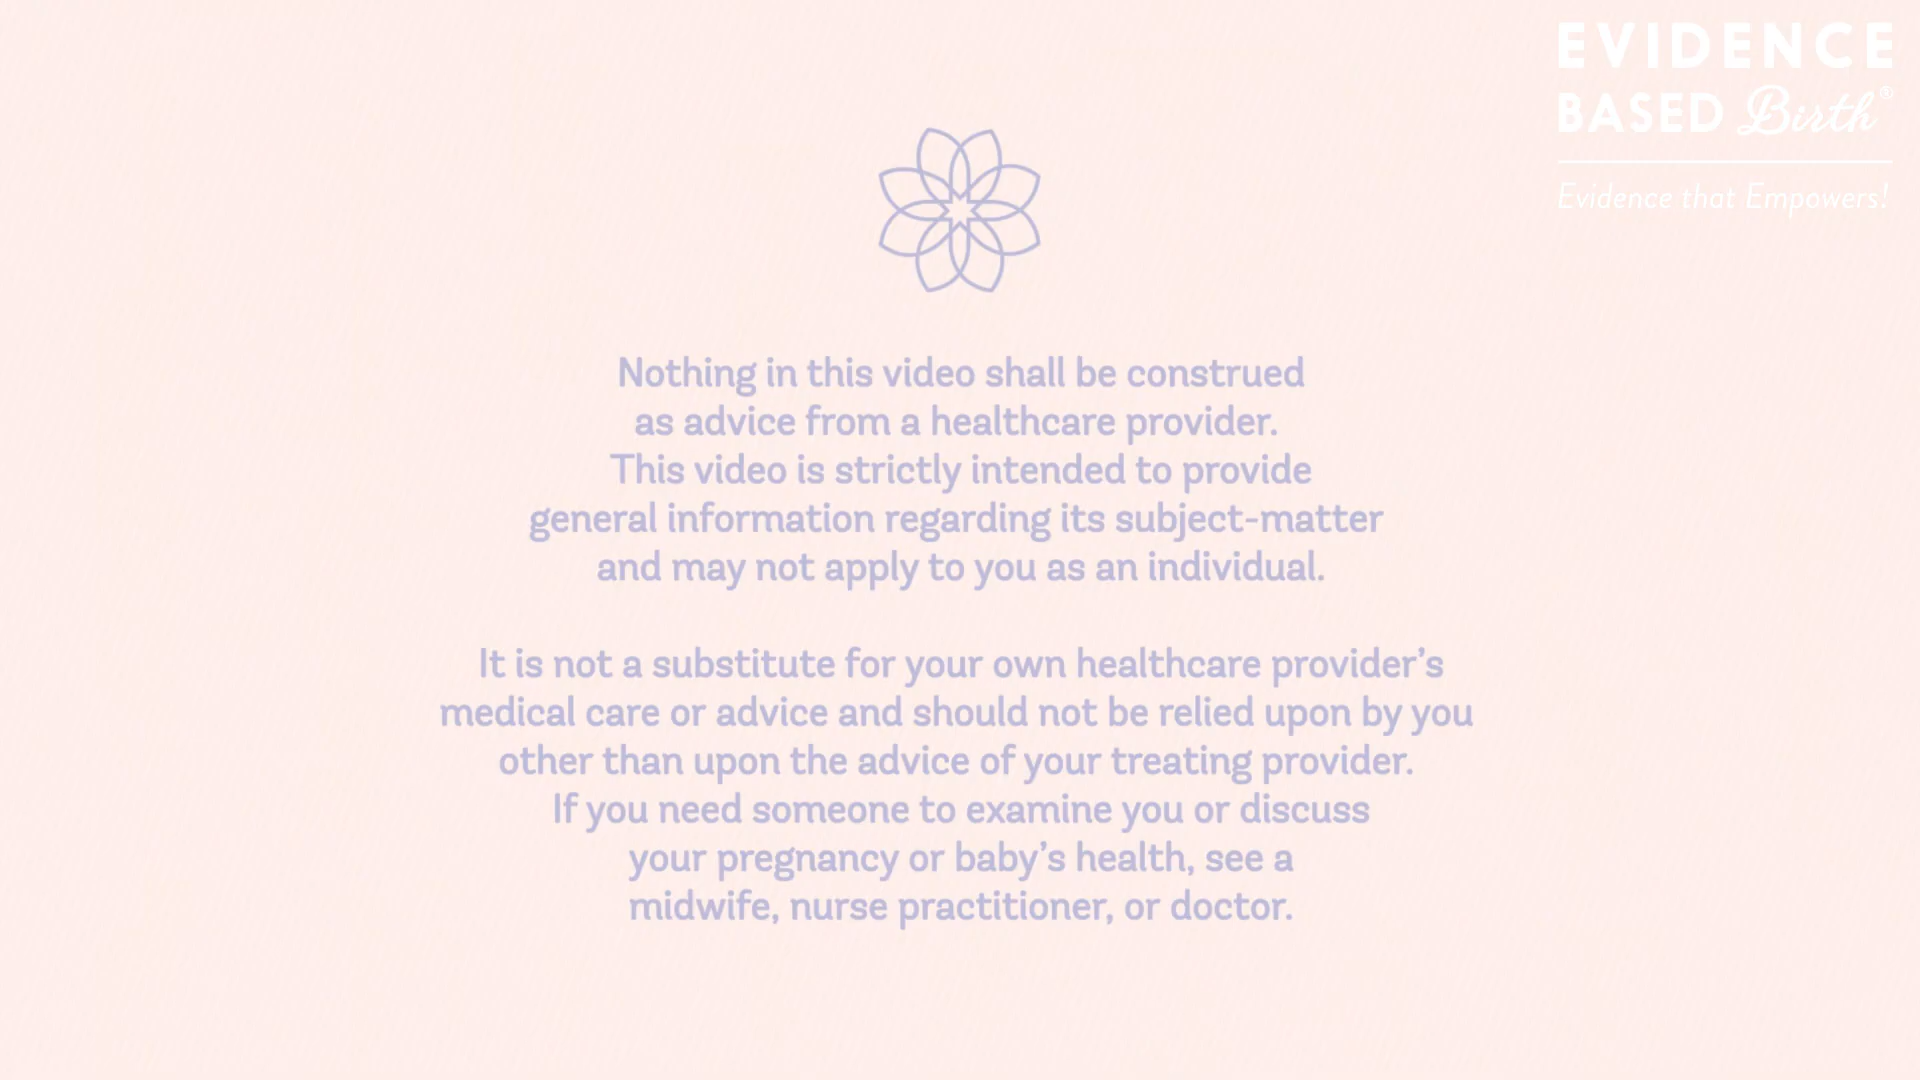 EVIDENCE
BASED Birth®
Evidence that Empowers!
Nothing in this video shall be construed
as advice from a healthcare provider.
This video is strictly intended to provide
general information regarding its subject-matter
and may not apply to you as an individual.
It is not a substitute for your own healthcare provider’s
medical care or advice and should not be relied upon by you
other than upon the advice of your treating provider.
If you need someone to examine you or discuss
your pregnancy or baby’s health, see a
midwife, nurse practitioner, or doctor.